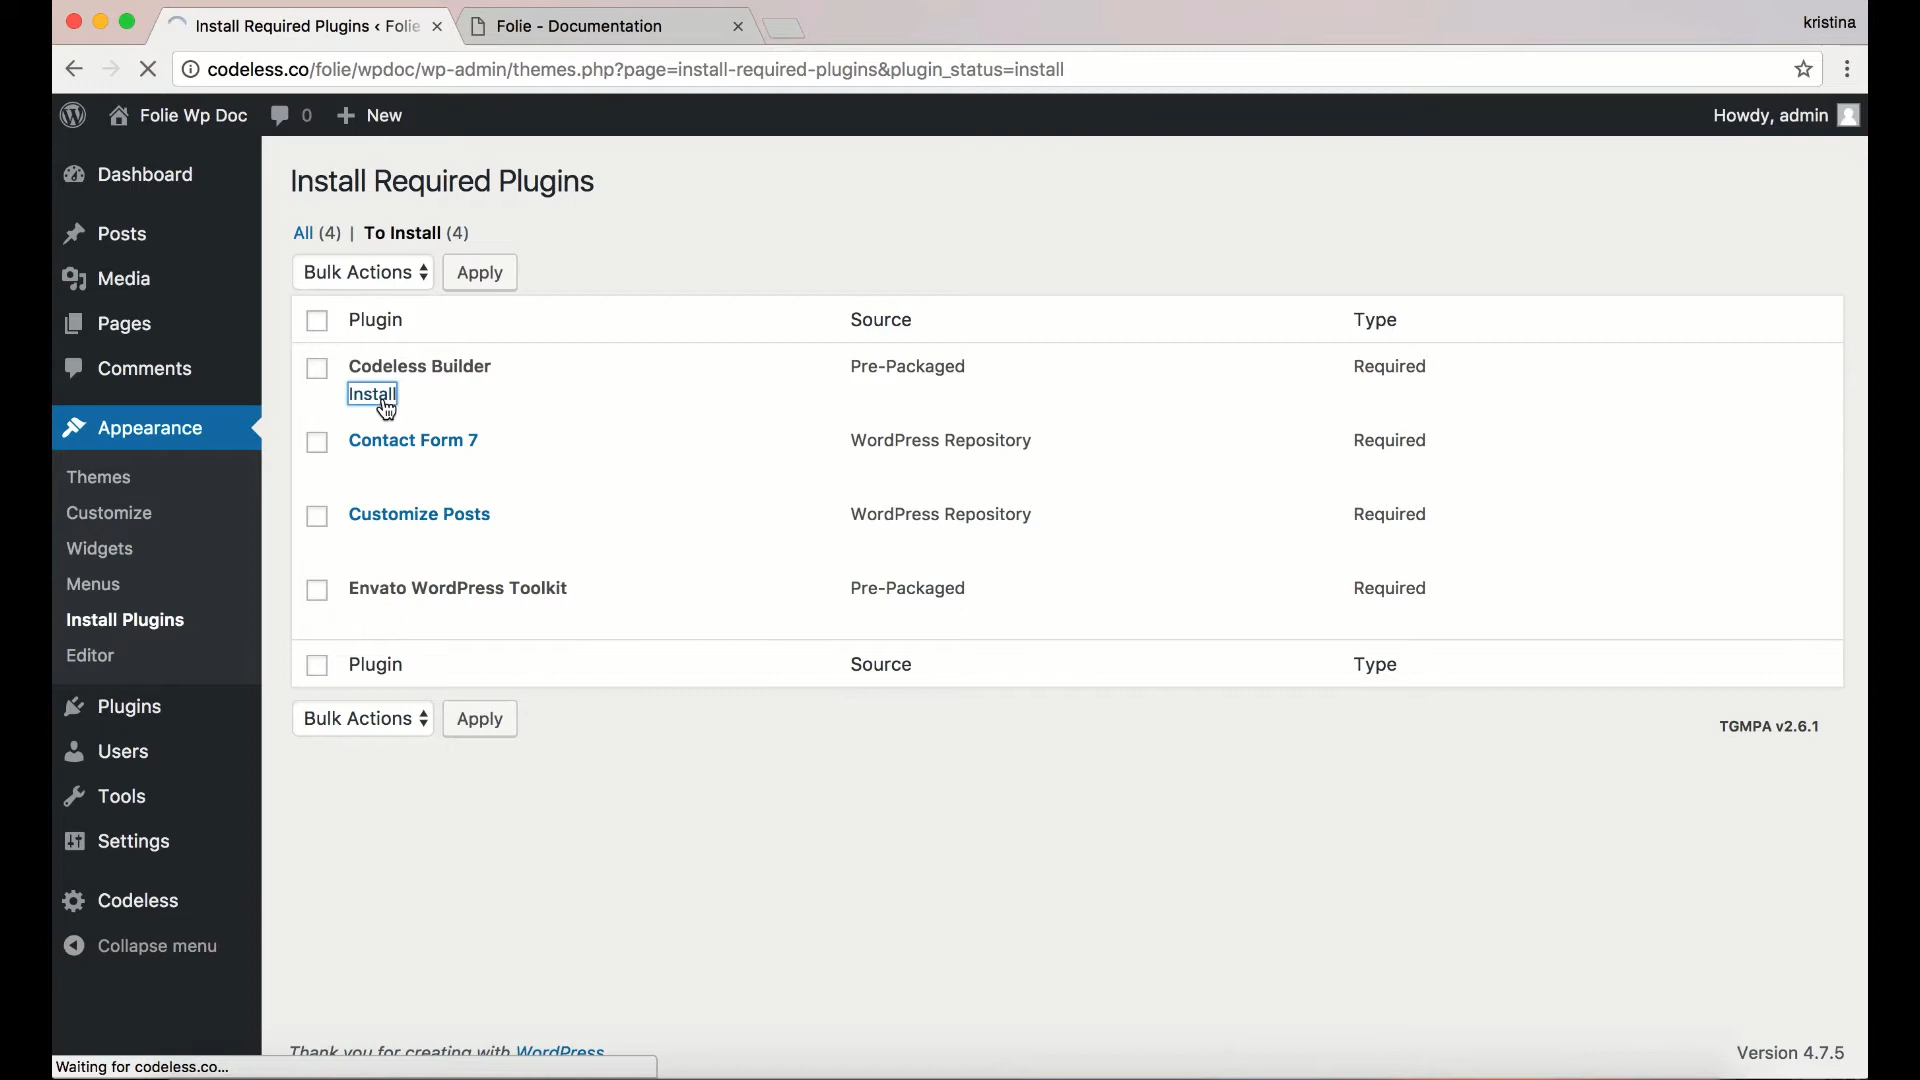 Install Required Plugins ‹ Folie
Folie - Documentation
kristina
codeless.co/folie/wpdoc/wp-admin/themes.php?page=install-required-plugins&plugin_status=install
Folie Wp Doc
0
New
Howdy, admin
Dashboard
Posts
Media
Pages
Comments
Appearance
Themes
Customize
Widgets
Menus
Install Plugins
Editor
Plugins
Users
Tools
Settings
Codeless
Collapse menu
Install Required Plugins
All (4) | To Install (4)
Bulk Actions
Apply
Plugin Source Type
Codeless Builder Pre-Packaged Required
Install
Contact Form 7 WordPress Repository Required
Customize Posts WordPress Repository Required
Envato WordPress Toolkit Pre-Packaged Required
Plugin Source Type
Bulk Actions
Apply
TGMPA v2.6.1
Thank you for creating with WordPress
Version 4.7.5
Waiting for codeless.co...